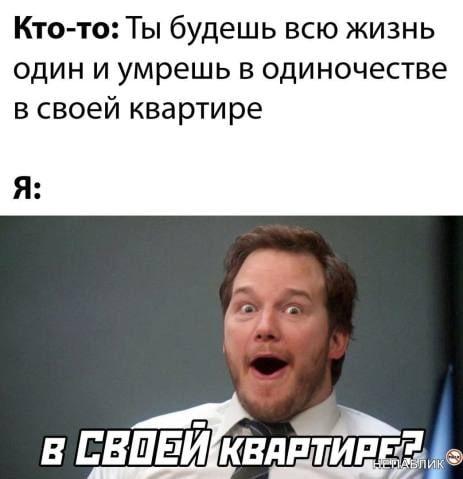 Кто-то: Ты будешь всю жизнь
один и умрешь в одиночестве
в своей квартире
Я:
В СВОЕЙ КВАРТИРЕ?
НЕПАБЛИК